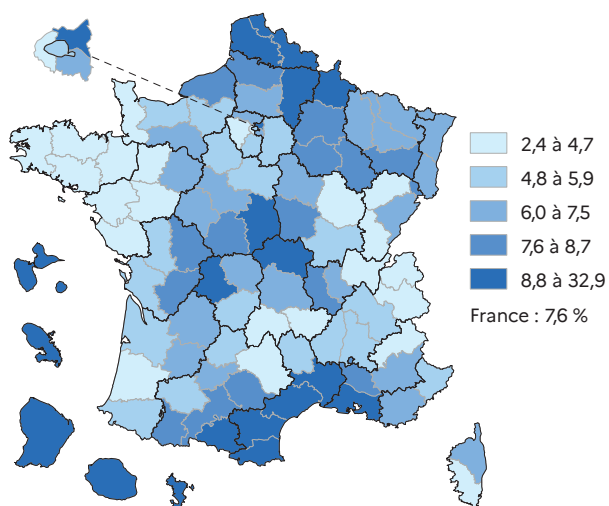 2,4 à 4,7
4,8 à 5,9
6,0 à 7,5
7,6 à 8,7
8,8 à 32,9
France : 7,6 %